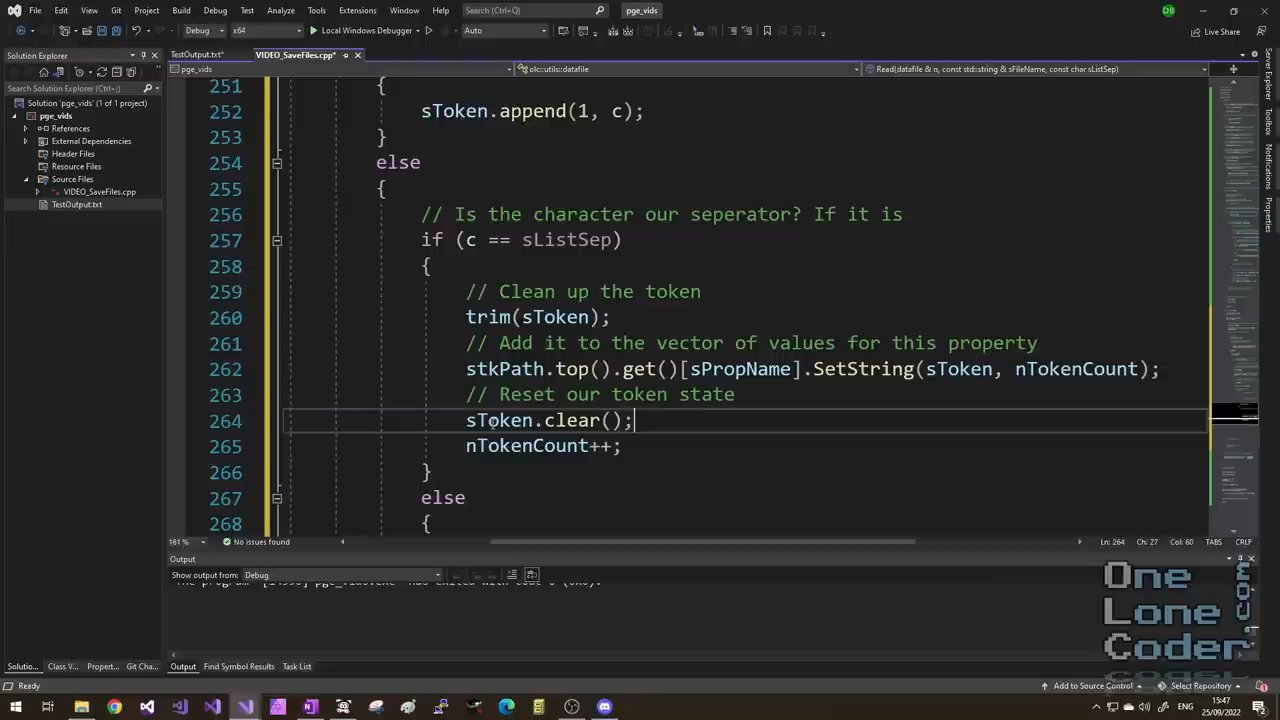 File Edit View Git Project Build Debug Test Analyze Tools Extensions Window Help Search (Ctrl+Q) pge_vids DB
Debug x64 Local Windows Debugger Auto Live Share
Solution Explorer
TestOutput.txt* VIDEO_SaveFiles.cpp*
pge_vids olc::utils::datafile Read(datafile & n, const std::string & sFileName, const char sListSep)
Search Solution Explorer (Ctrl+;)
Solution 'pge_vids' (1 of 1 project)
pge_vids
References
External Dependencies
Header Files
Resource Files
Source Files
VIDEO_SaveFiles.cpp
TestOutput.txt
251 {
252 sToken.append(1, c);
253 }
254 else
255 {
256 // Is the character our seperator? If it is
257 if (c == sListSep)
258 {
259 // Clean up the token
260 trim(sToken);
261 // Add it to the vector of values for this property
262 stkPath.top().get()[sPropName].SetString(sToken, nTokenCount);
263 // Reset our token state
264 sToken.clear();
265 nTokenCount++;
266 }
267 else
268 {
161 % No issues found Ln: 264 Ch: 27 Col: 60 TABS CRLF
Output
Show output from: Debug
Server Explorer
Toolbox
Notifications
Properties
One
Lone
Coder
.com
Solutio... Class V... Propert... Git Cha... Output Find Symbol Results Task List
Ready Add to Source Control Select Repository
15:47
25/09/2022